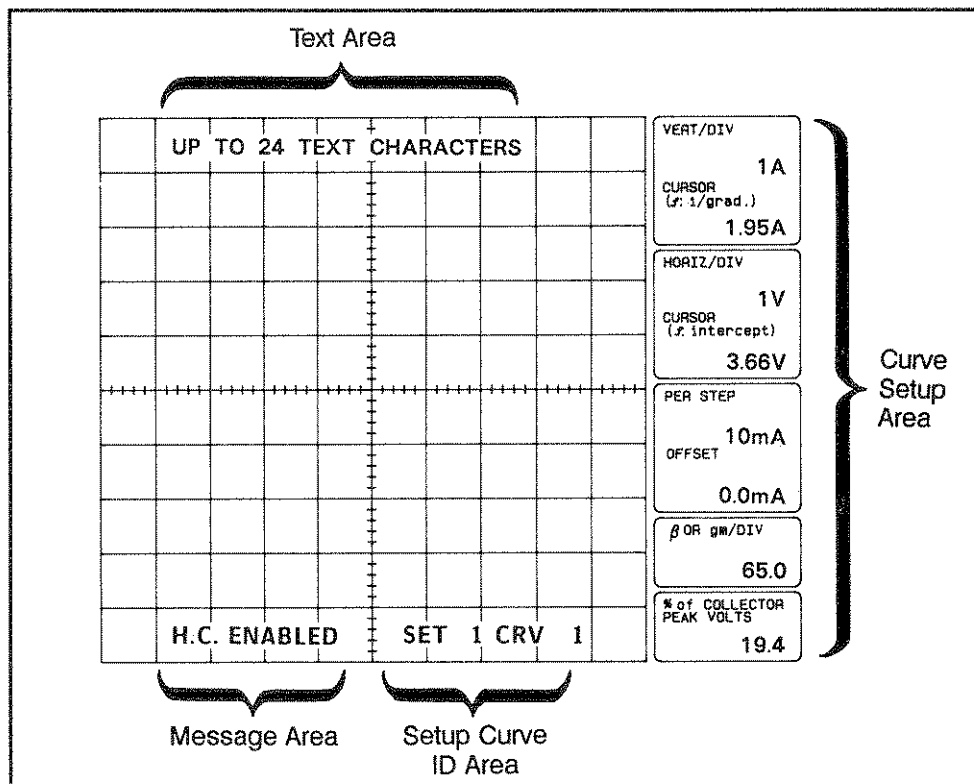 Text Area
UP TO 24 TEXT CHARACTERS
VERT/DIV
1A
CURSOR
(f: i/grad.)
1.95A
HORIZ/DIV
1V
CURSOR
(f: intercept)
3.66V
PER STEP
10mA
OFFSET
0.0mA
β OR gm/DIV
65.0
% of COLLECTOR
PEAK VOLTS
19.4
Curve
Setup
Area
H.C. ENABLED
SET 1 CRV 1
Message Area
Setup Curve
ID Area